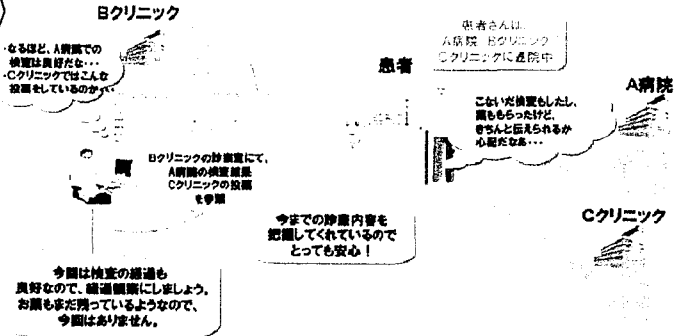 Bクリニック
・なるほど、A病院での
検査は良好だな・・・
・Cクリニックではこんな
投薬をしているのか・・・
患者さんは、
A病院、Bクリニック
Cクリニックに通院中
患者
A病院
こないだ検査もしたし、
薬ももらったけど、
きちんと伝えられるか
心配だなあ・・・
Bクリニックの診察室にて、
A病院の検査結果
Cクリニックの投薬
を参照
Cクリニック
今までの診療内容を
把握してくれているので
とっても安心!
今回は検査の経過も
良好なので、経過観察にしましょう。
お薬もまだ残っているようなので、
今回はありません。